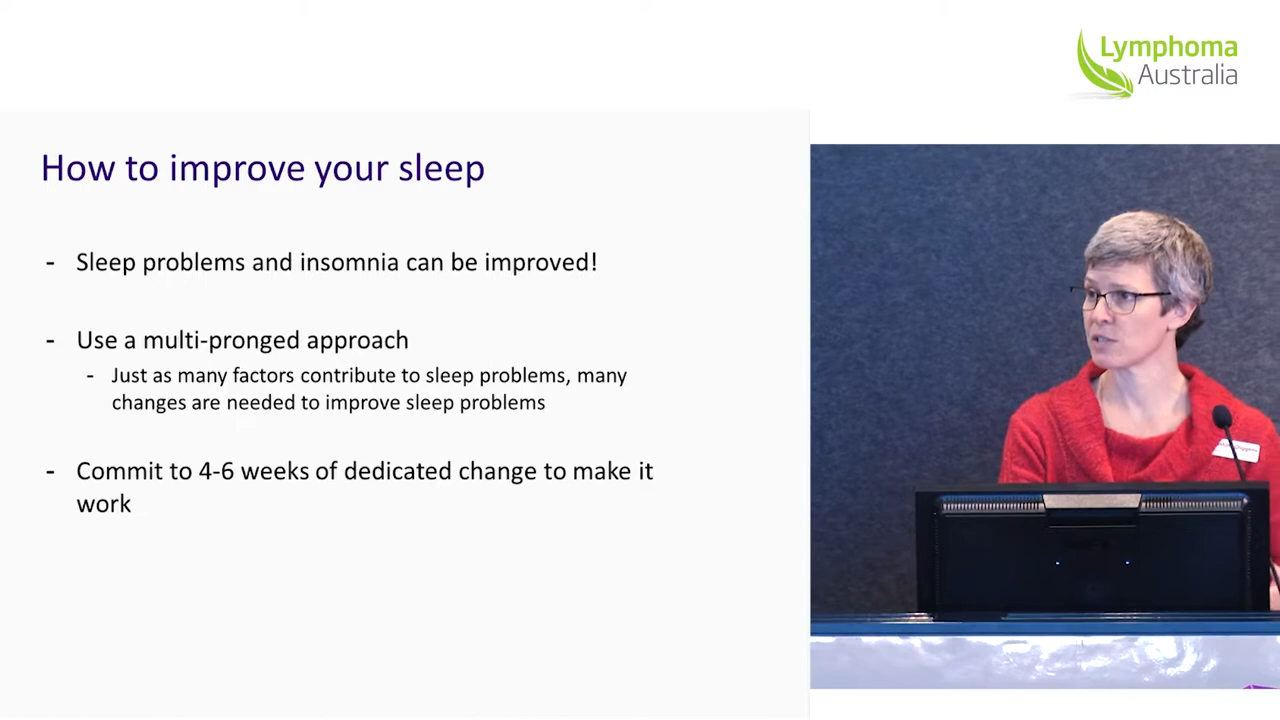 Lymphoma
Australia
How to improve your sleep
- Sleep problems and insomnia can be improved!
- Use a multi-pronged approach
- Just as many factors contribute to sleep problems, many
changes are needed to improve sleep problems
- Commit to 4-6 weeks of dedicated change to make it
work